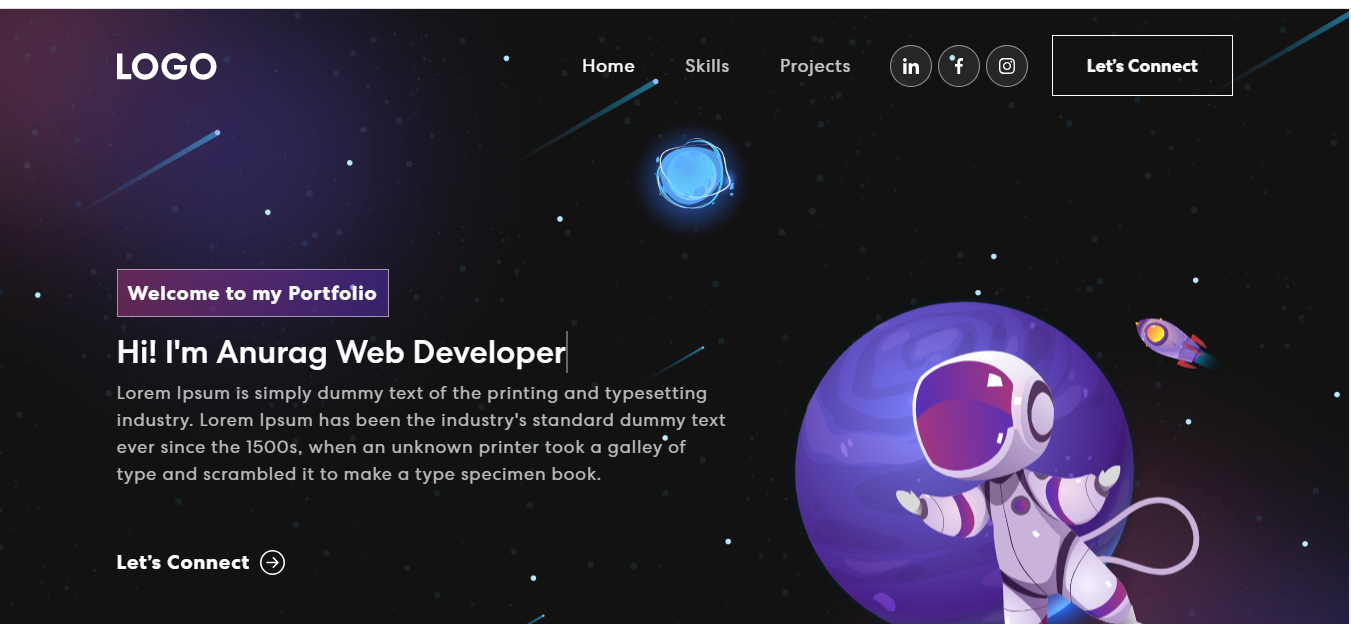 LOGO
Home
Skills
Projects
in
f
Let's Connect
Welcome to my Portfolio
Hi! I'm Anurag Web Developer
Lorem Ipsum is simply dummy text of the printing and typesetting
industry. Lorem Ipsum has been the industry's standard dummy text
ever since the 1500s, when an unknown printer took a galley of
type and scrambled it to make a type specimen book.
Let's Connect